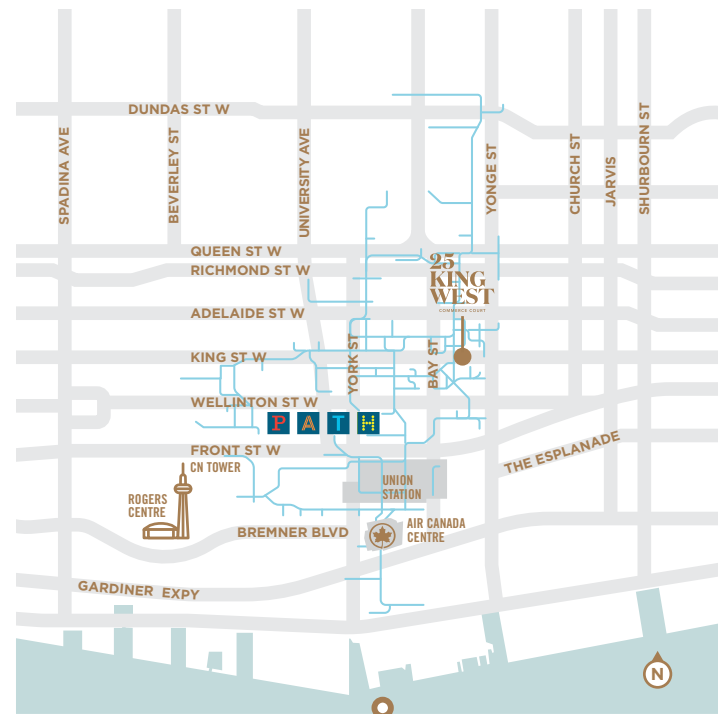 DUNDAS ST W
SPADINA AVE
BEVERLEY ST
UNIVERSITY AVE
YONGE ST
CHURCH ST
JARVIS
SHURBOURN ST
QUEEN ST W
RICHMOND ST W
25
KING
WEST
COMMERCE COURT
ADELAIDE ST W
KING ST W
YORK ST
BAY ST
WELLINTON ST W
PATH
FRONT ST W
CN TOWER
THE ESPLANADE
UNION
STATION
ROGERS
CENTRE
BREMNER BLVD
AIR CANADA
CENTRE
GARDINER EXPY
N